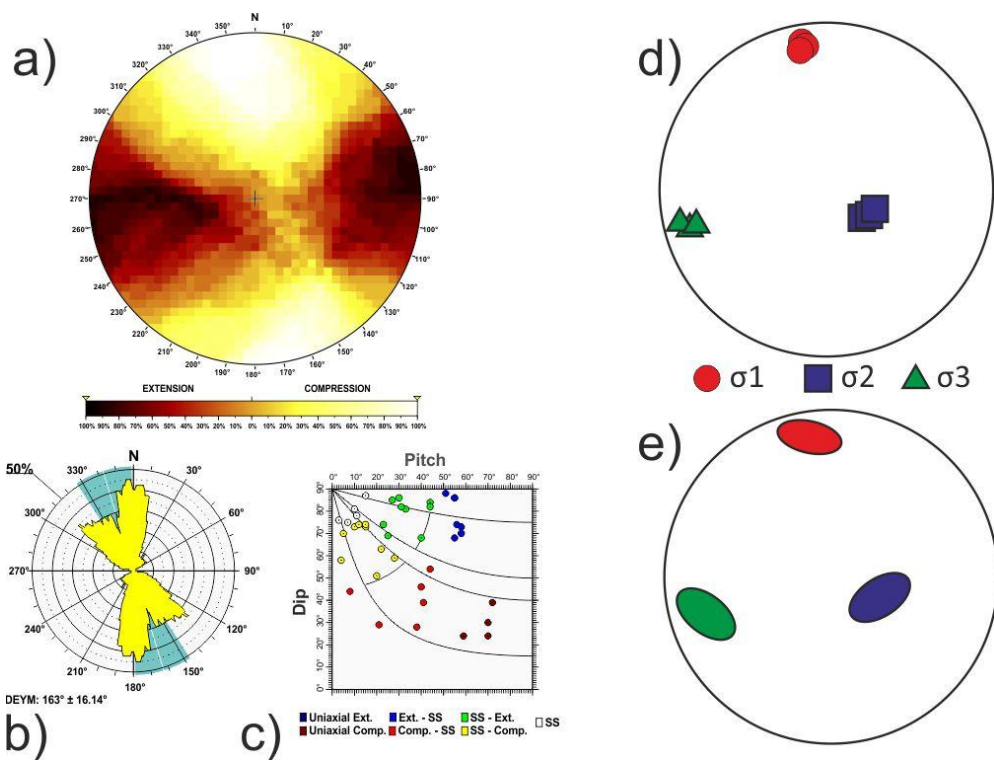 a)
N
350° 10°
340° 20°
330° 30°
320° 40°
310° 50°
300° 60°
290° 70°
280° 80°
270° 90°
260° 100°
250° 110°
240° 120°
230° 130°
220° 140°
210° 150°
200° 160°
190° 170°
180°
EXTENSION COMPRESSION
100% 90% 80% 70% 60% 50% 40% 30% 20% 10% 0% 10% 20% 30% 40% 50% 60% 70% 80% 90% 100%
50%
N
330° 30°
300° 60°
270° 90°
240° 120°
210° 150°
180°
DEYM: 163° ± 16.14°
b)
Pitch
0° 10° 20° 30° 40° 50° 60° 70° 80° 90°
Dip
90°
80°
70°
60°
50°
40°
30°
20°
10°
0°
Uniaxial Ext. Ext. - SS SS - Ext. SS
Uniaxial Comp. Comp. - SS SS - Comp.
c)
d)
σ1 σ2 σ3
e)